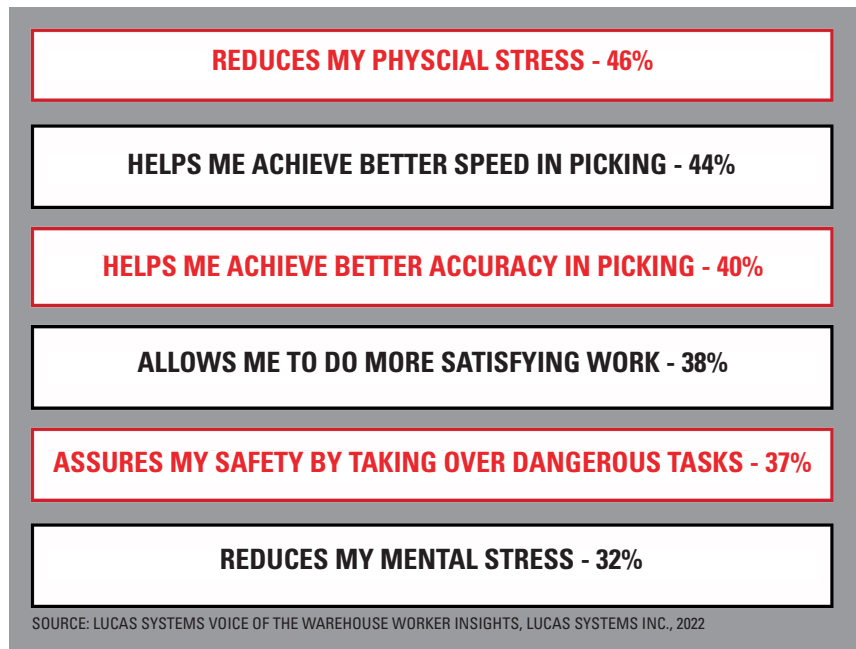 REDUCES MY PHYSCIAL STRESS - 46%
HELPS ME ACHIEVE BETTER SPEED IN PICKING - 44%
HELPS ME ACHIEVE BETTER ACCURACY IN PICKING - 40%
ALLOWS ME TO DO MORE SATISFYING WORK - 38%
ASSURES MY SAFETY BY TAKING OVER DANGEROUS TASKS - 37%
REDUCES MY MENTAL STRESS - 32%
SOURCE: LUCAS SYSTEMS VOICE OF THE WAREHOUSE WORKER INSIGHTS, LUCAS SYSTEMS INC., 2022